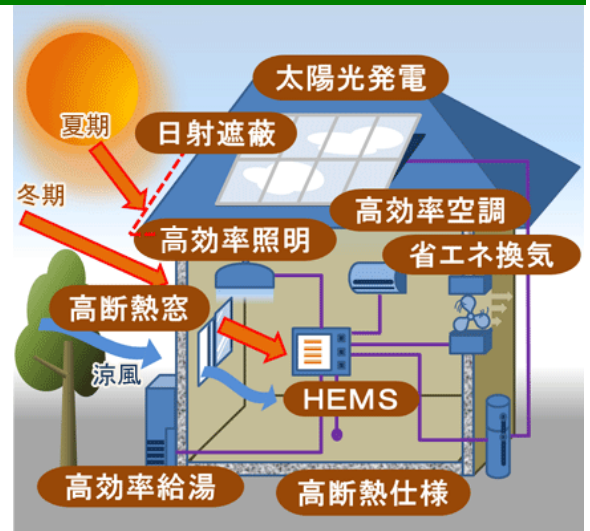 太陽光発電
夏期
日射遮蔽
冬期
高効率空調
高効率照明
省エネ換気
高断熱窓
涼風
HEMS
高効率給湯
高断熱仕様